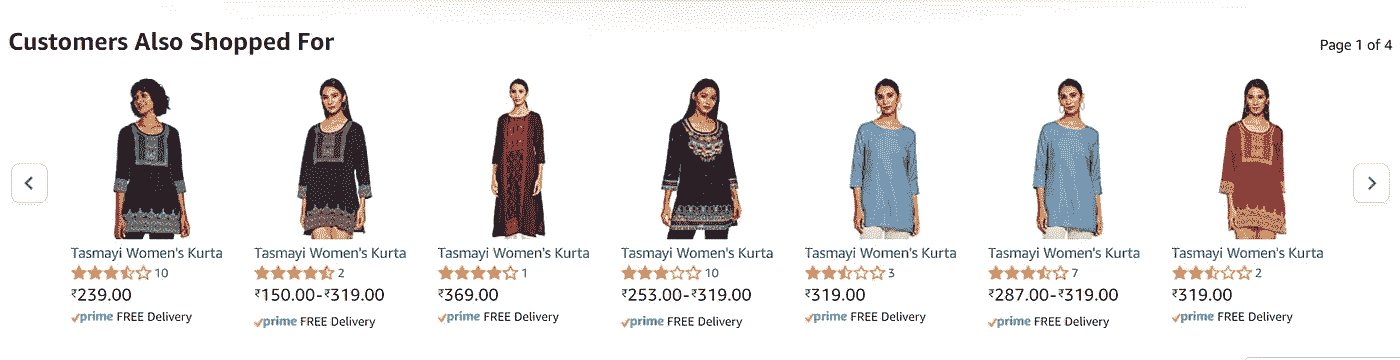 Customers Also Shopped For
Page 1 of 4
Tasmayi Women's Kurta
10
₹239.00
prime FREE Delivery
Tasmayi Women's Kurta
2
₹150.00-₹319.00
prime FREE Delivery
Tasmayi Women's Kurta
1
₹369.00
prime FREE Delivery
Tasmayi Women's Kurta
10
₹253.00-₹319.00
prime FREE Delivery
Tasmayi Women's Kurta
3
₹319.00
prime FREE Delivery
Tasmayi Women's Kurta
7
₹287.00-₹319.00
prime FREE Delivery
Tasmayi Women's Kurta
2
₹319.00
prime FREE Delivery